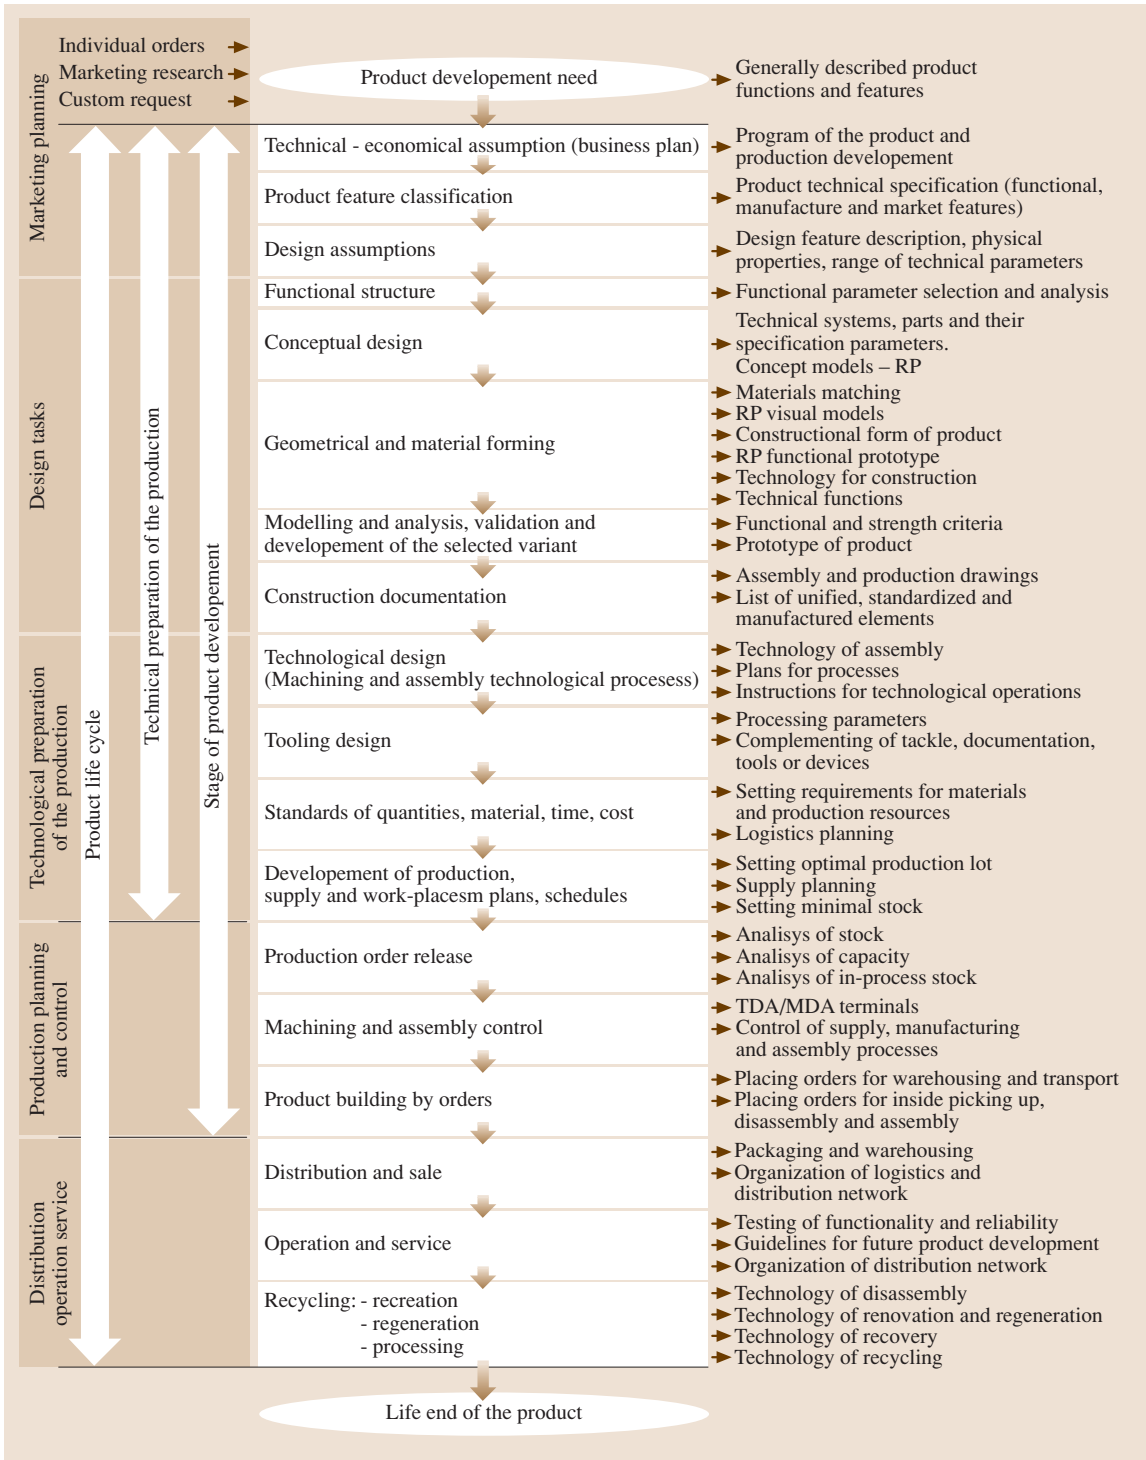 Individual orders
Marketing research
Custom request
Product developement need
Generally described product
functions and features
Marketing planning
Technical - economical assumption (business plan)
Program of the product and
production developement
Product feature classification
Product technical specification (functional,
manufacture and market features)
Design assumptions
Design feature description, physical
properties, range of technical parameters
Design tasks
Functional structure
Functional parameter selection and analysis
Conceptual design
Technical systems, parts and their
specification parameters.
Concept models – RP
Geometrical and material forming
Materials matching
RP visual models
Constructional form of product
RP functional prototype
Technology for construction
Technical functions
Modelling and analysis, validation and
developement of the selected variant
Functional and strength criteria
Prototype of product
Construction documentation
Assembly and production drawings
List of unified, standardized and
manufactured elements
Product life cycle
Technical preparation of the production
Stage of product developement
Technological preparation
of the production
Technological design
(Machining and assembly technological procesess)
Technology of assembly
Plans for processes
Instructions for technological operations
Tooling design
Processing parameters
Complementing of tackle, documentation,
tools or devices
Standards of quantities, material, time, cost
Setting requirements for materials
and production resources
Logistics planning
Developement of production,
supply and work-placesm plans, schedules
Setting optimal production lot
Supply planning
Setting minimal stock
Production planning
and control
Production order release
Analisys of stock
Analisys of capacity
Analisys of in-process stock
Machining and assembly control
TDA/MDA terminals
Control of supply, manufacturing
and assembly processes
Product building by orders
Placing orders for warehousing and transport
Placing orders for inside picking up,
disassembly and assembly
Distribution
operation service
Distribution and sale
Packaging and warehousing
Organization of logistics and
distribution network
Operation and service
Testing of functionality and reliability
Guidelines for future product development
Organization of distribution network
Recycling: - recreation
- regeneration
- processing
Technology of disassembly
Technology of renovation and regeneration
Technology of recovery
Technology of recycling
Life end of the product